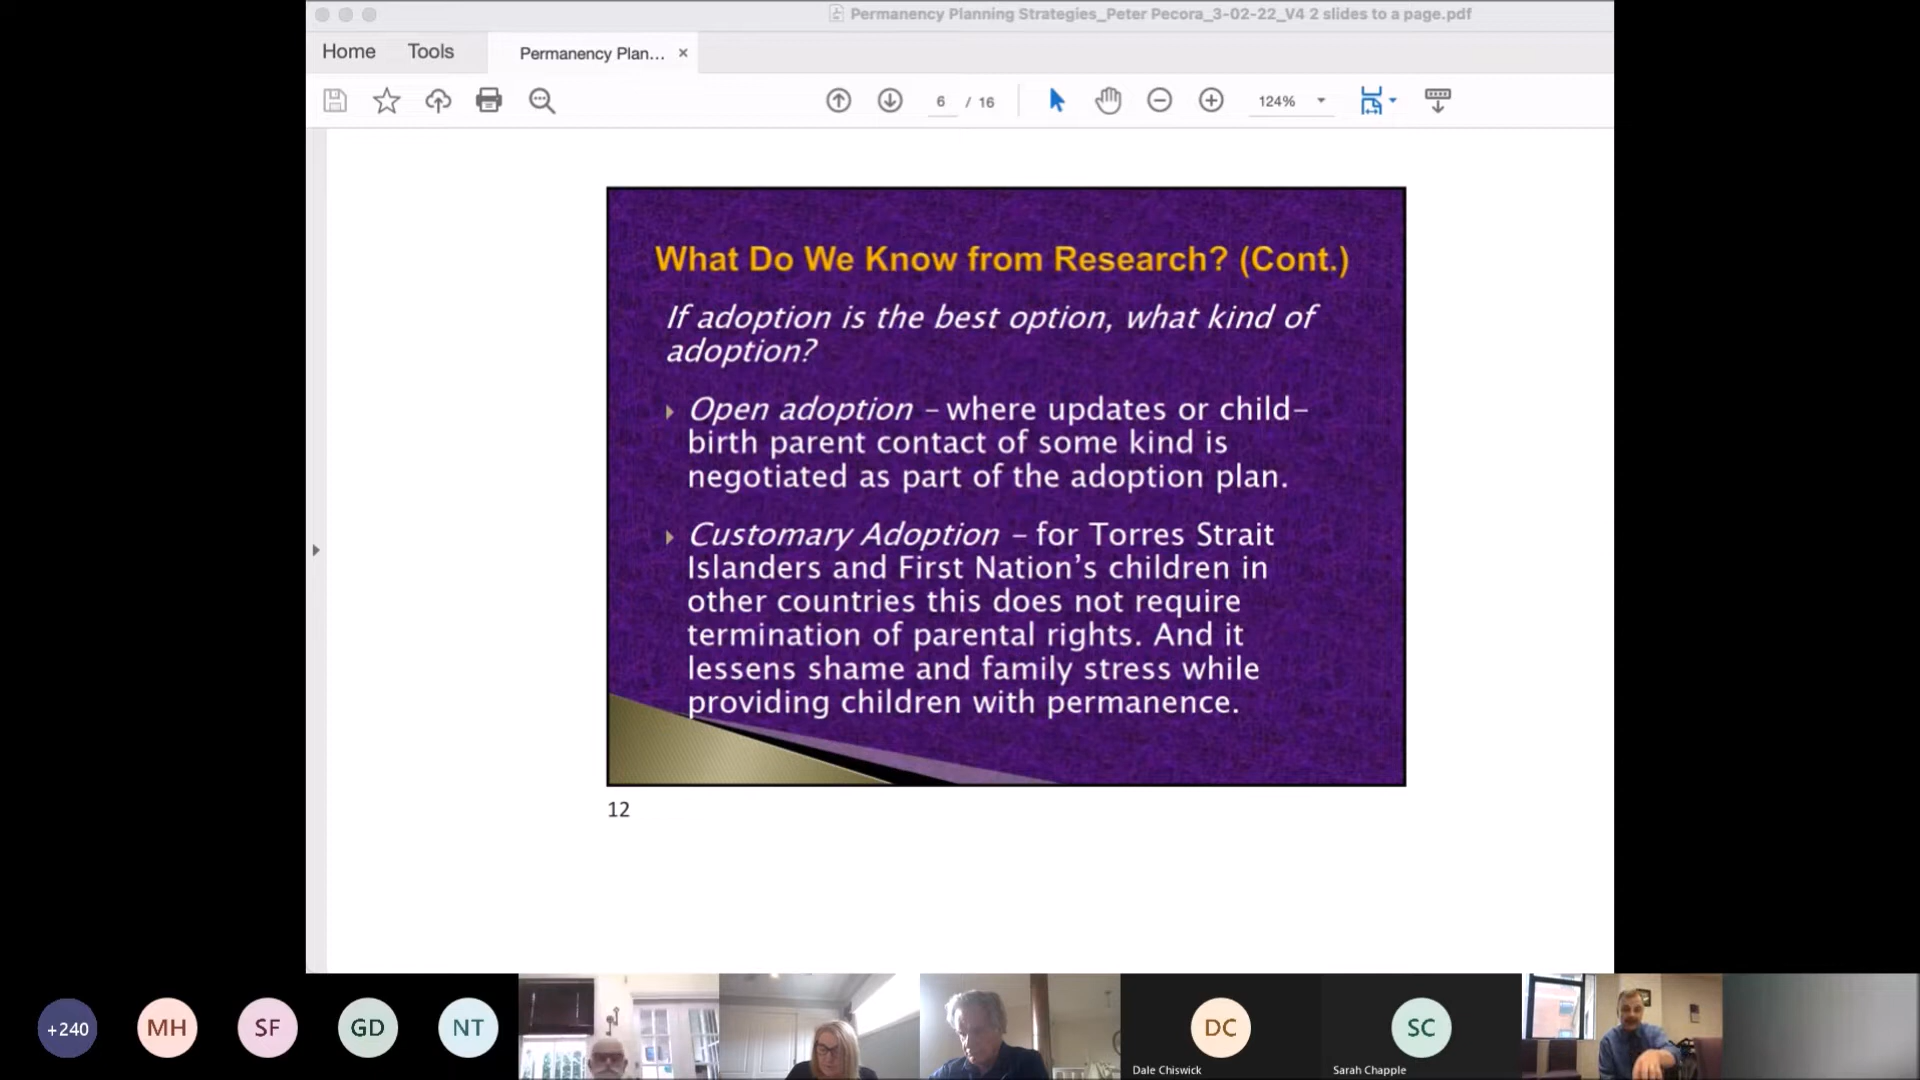 Permanency Planning Strategies_Peter Pecora_3-02-22_V4 2 slides to a page.pdf
Home Tools Permanency Plan... ×
6 / 16 124%
What Do We Know from Research? (Cont.)
If adoption is the best option, what kind of
adoption?
Open adoption – where updates or child-
birth parent contact of some kind is
negotiated as part of the adoption plan.
Customary Adoption – for Torres Strait
Islanders and First Nation’s children in
other countries this does not require
termination of parental rights. And it
lessens shame and family stress while
providing children with permanence.
12
+240 MH SF GD NT DC SC
Dale Chiswick Sarah Chapple